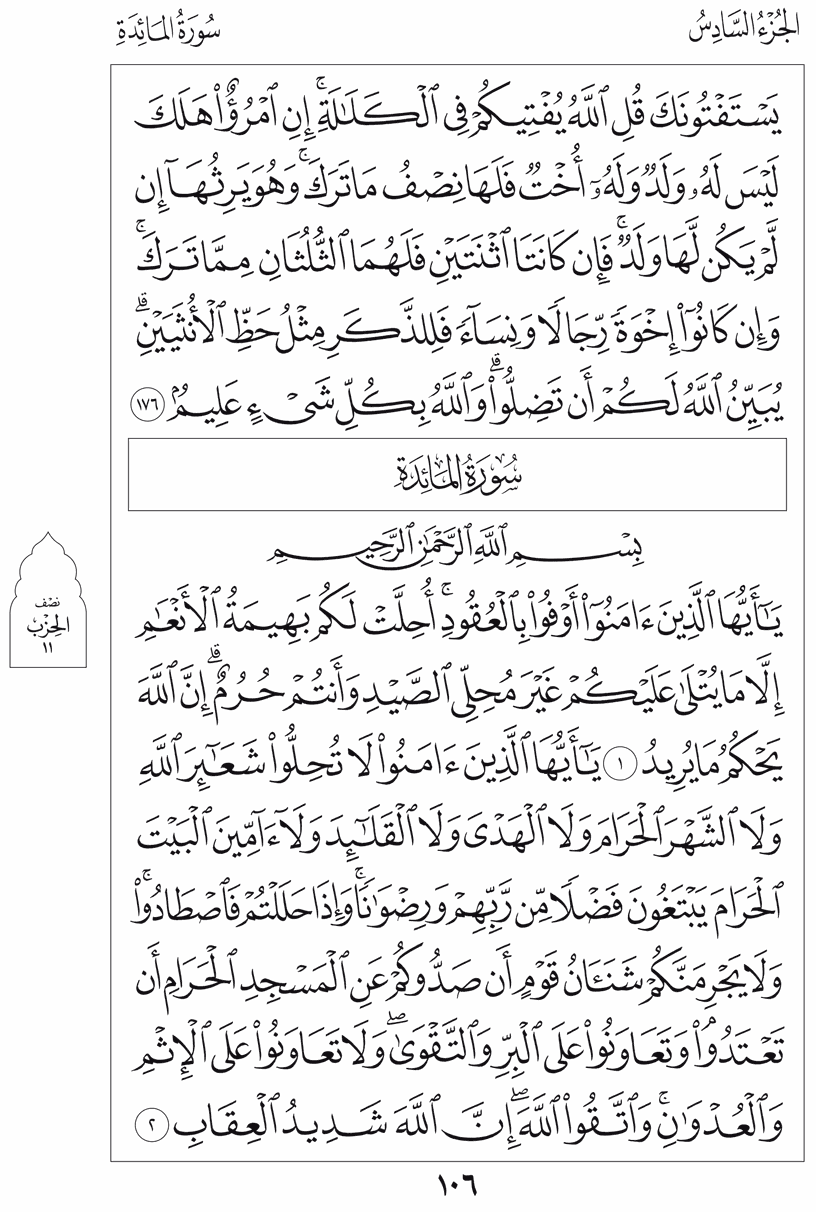 الجُزْءُ السَّادِسُ
سُورَةُ المَائِدَةِ
يَسۡتَفۡتُونَكَ قُلِ ٱللَّهُ يُفۡتِيكُمۡ فِي ٱلۡكَلَٰلَةِۚ إِنِ ٱمۡرُؤٌاْ هَلَكَ
لَيۡسَ لَهُۥ وَلَدٞ وَلَهُۥٓ أُخۡتٞ فَلَهَا نِصۡفُ مَا تَرَكَۚ وَهُوَ يَرِثُهَآ إِن
لَّمۡ يَكُن لَّهَا وَلَدٞۚ فَإِن كَانَتَا ٱثۡنَتَيۡنِ فَلَهُمَا ٱلثُّلُثَانِ مِمَّا تَرَكَۚ
وَإِن كَانُوٓاْ إِخۡوَةٗ رِّجَالٗا وَنِسَآءٗ فَلِلذَّكَرِ مِثۡلُ حَظِّ ٱلۡأُنثَيَيۡنِۗ
يُبَيِّنُ ٱللَّهُ لَكُمۡ أَن تَضِلُّواْۗ وَٱللَّهُ بِكُلِّ شَيۡءٍ عَلِيمُۢ ١٧٦
سُورَةُ المَائِدَةِ
بِسۡمِ ٱللَّهِ ٱلرَّحۡمَٰنِ ٱلرَّحِيمِ
يَٰٓأَيُّهَا ٱلَّذِينَ ءَامَنُوٓاْ أَوۡفُواْ بِٱلۡعُقُودِۚ أُحِلَّتۡ لَكُم بَهِيمَةُ ٱلۡأَنۡعَٰمِ
إِلَّا مَا يُتۡلَىٰ عَلَيۡكُمۡ غَيۡرَ مُحِلِّي ٱلصَّيۡدِ وَأَنتُمۡ حُرُمٌۗ إِنَّ ٱللَّهَ
يَحۡكُمُ مَا يُرِيدُ ١ يَٰٓأَيُّهَا ٱلَّذِينَ ءَامَنُواْ لَا تُحِلُّواْ شَعَٰٓئِرَ ٱللَّهِ
وَلَا ٱلشَّهۡرَ ٱلۡحَرَامَ وَلَا ٱلۡهَدۡيَ وَلَا ٱلۡقَلَٰٓئِدَ وَلَآ ءَآمِّينَ ٱلۡبَيۡتَ
ٱلۡحَرَامَ يَبۡتَغُونَ فَضۡلٗا مِّن رَّبِّهِمۡ وَرِضۡوَٰنٗاۚ وَإِذَا حَلَلۡتُمۡ فَٱصۡطَادُواْۚ
وَلَا يَجۡرِمَنَّكُمۡ شَنَـَٔانُ قَوۡمٍ أَن صَدُّوكُمۡ عَنِ ٱلۡمَسۡجِدِ ٱلۡحَرَامِ أَن
تَعۡتَدُواْۘ وَتَعَاوَنُواْ عَلَى ٱلۡبِرِّ وَٱلتَّقۡوَىٰۖ وَلَا تَعَاوَنُواْ عَلَى ٱلۡإِثۡمِ
وَٱلۡعُدۡوَٰنِۚ وَٱتَّقُواْ ٱللَّهَۖ إِنَّ ٱللَّهَ شَدِيدُ ٱلۡعِقَابِ ٢
نصف
الحزب
١١
١٠٦